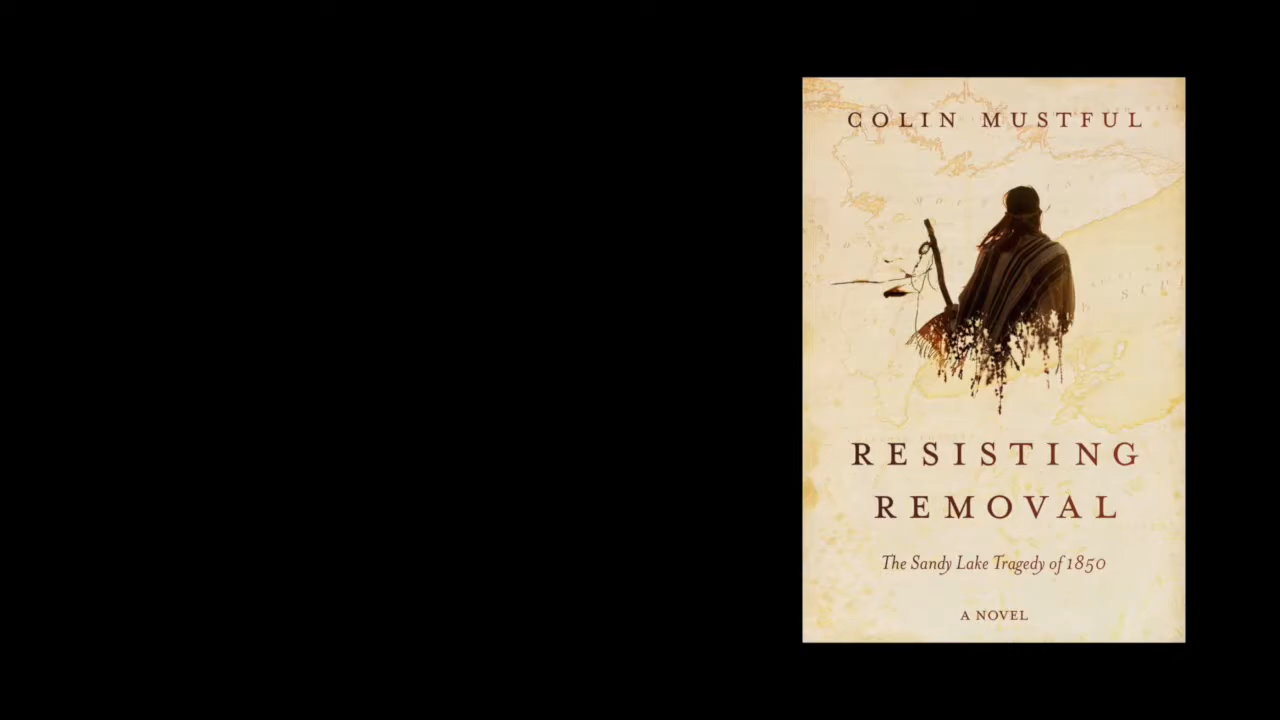 COLIN MUSTFUL
RESISTING
REMOVAL
The Sandy Lake Tragedy of 1850
A NOVEL